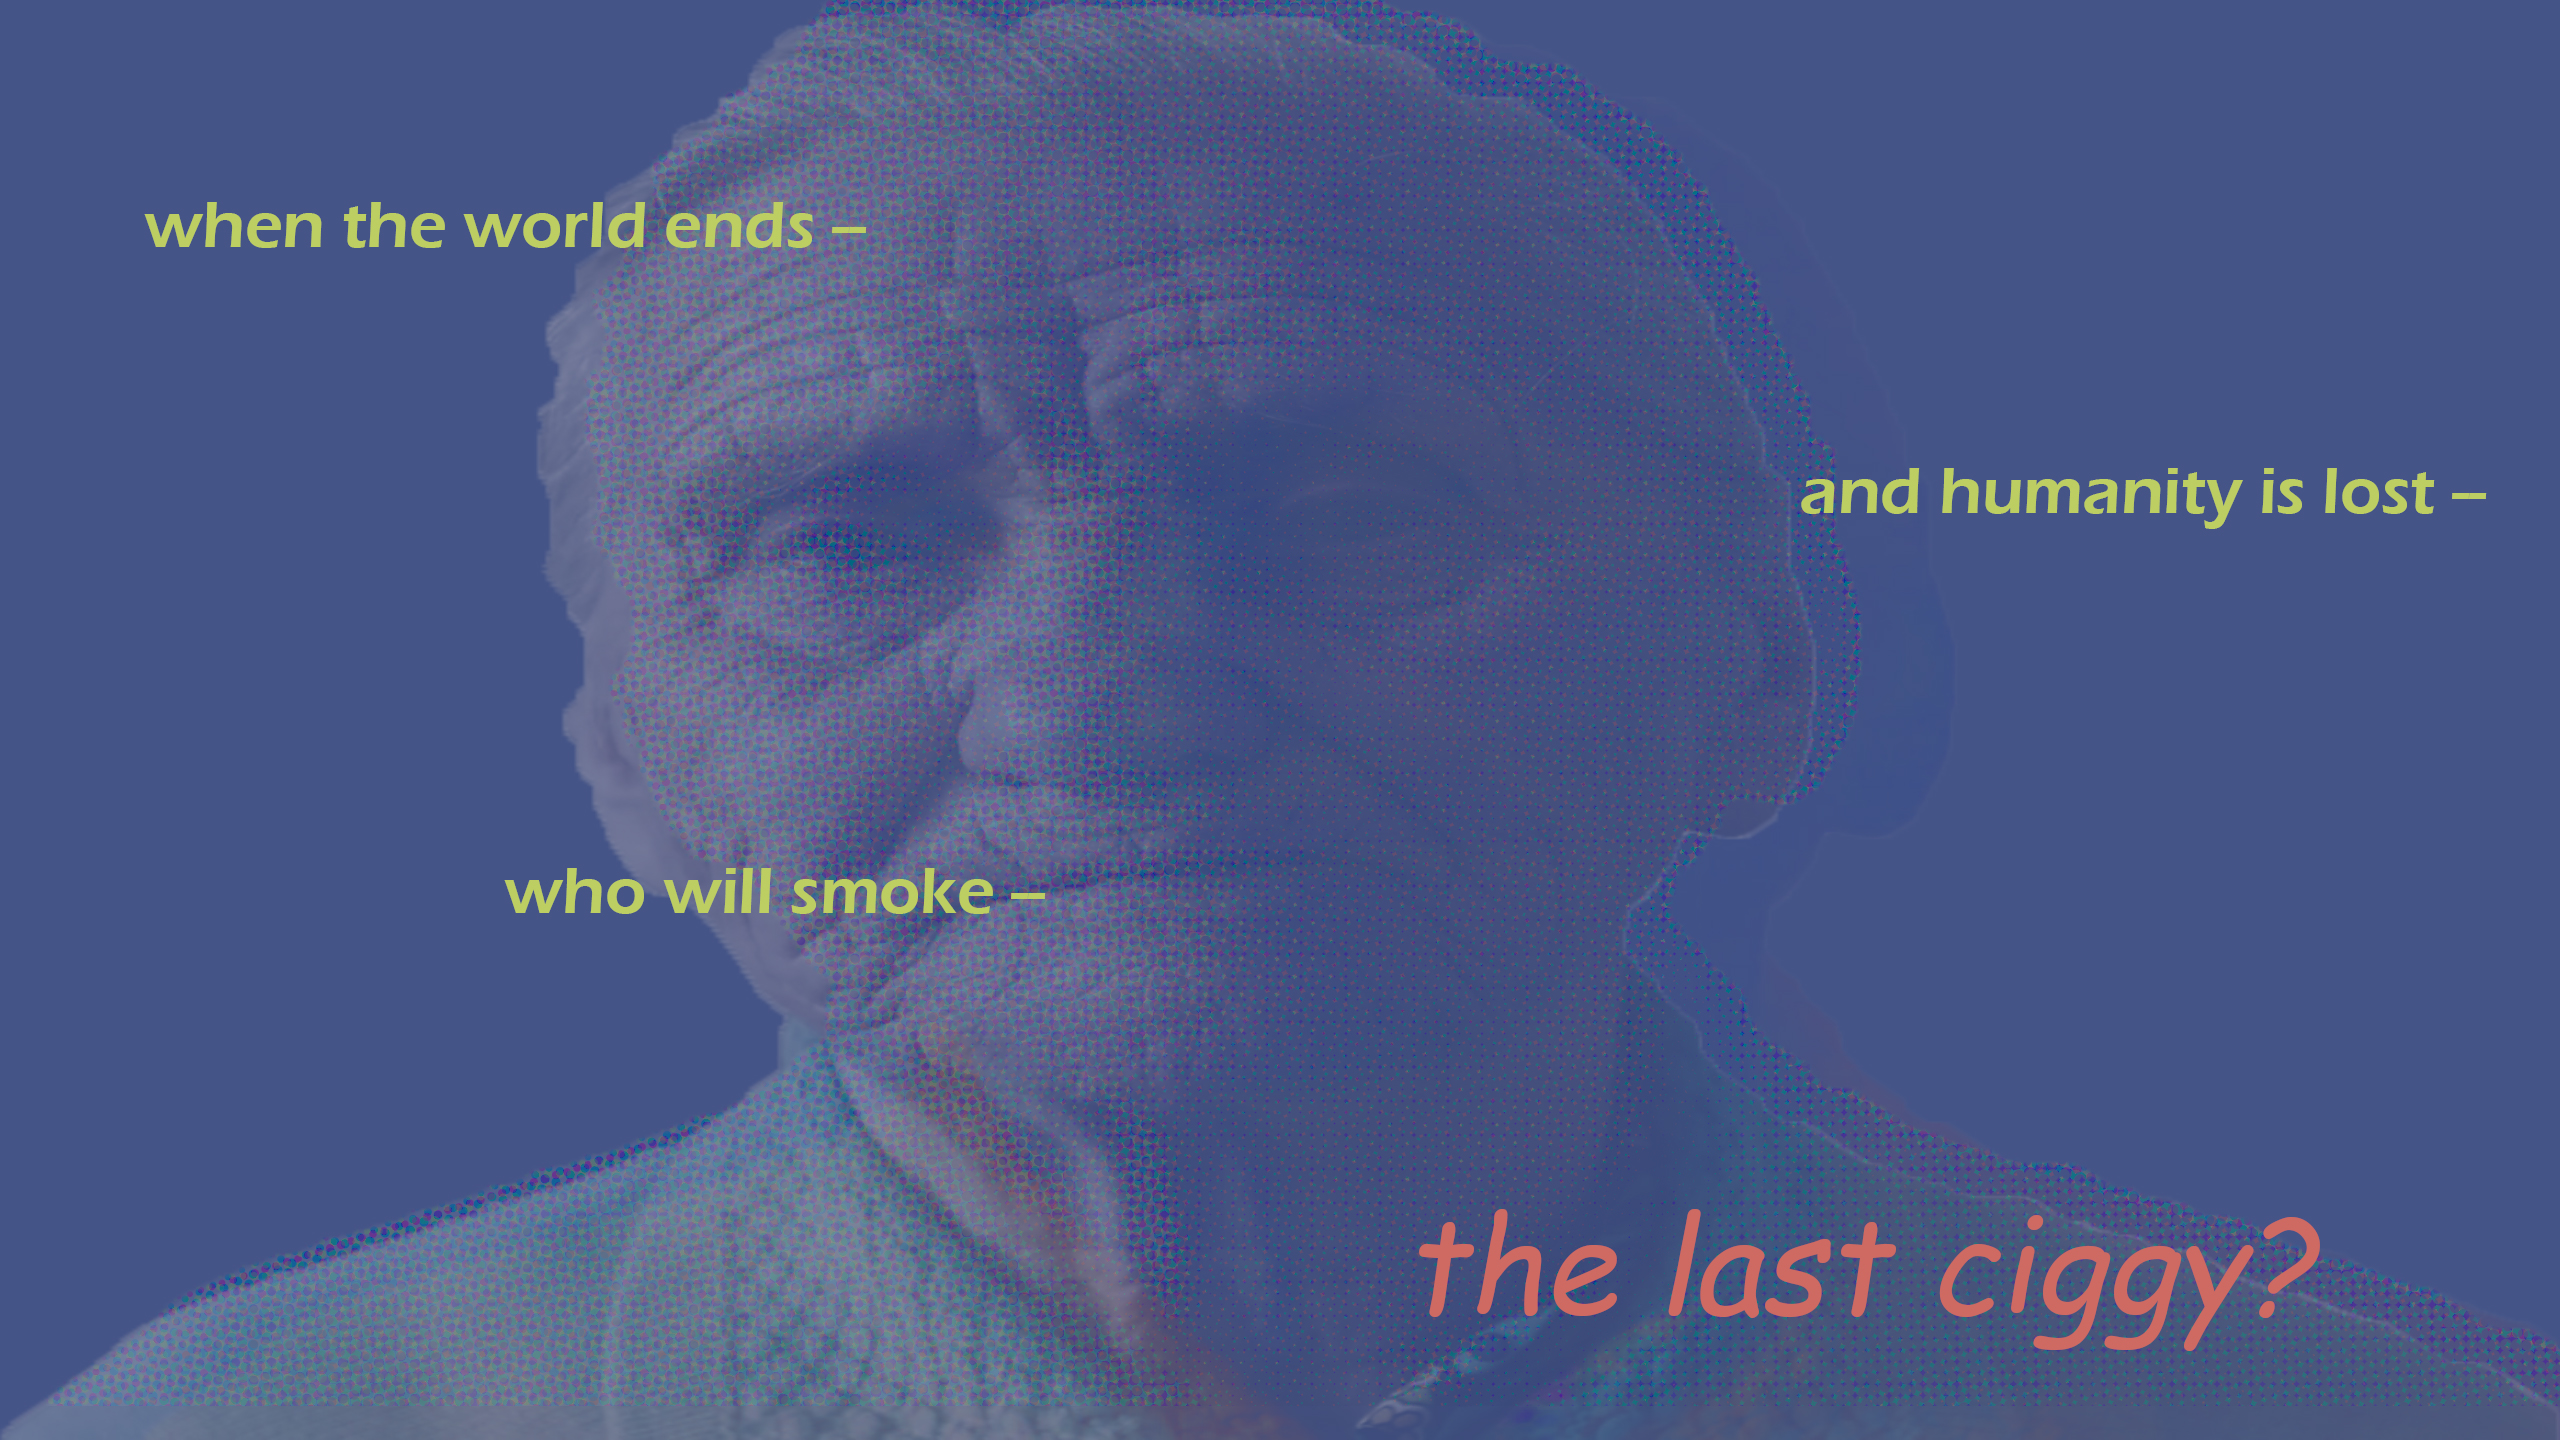 when the world ends –
and humanity is lost –
who will smoke –
the last ciggy?